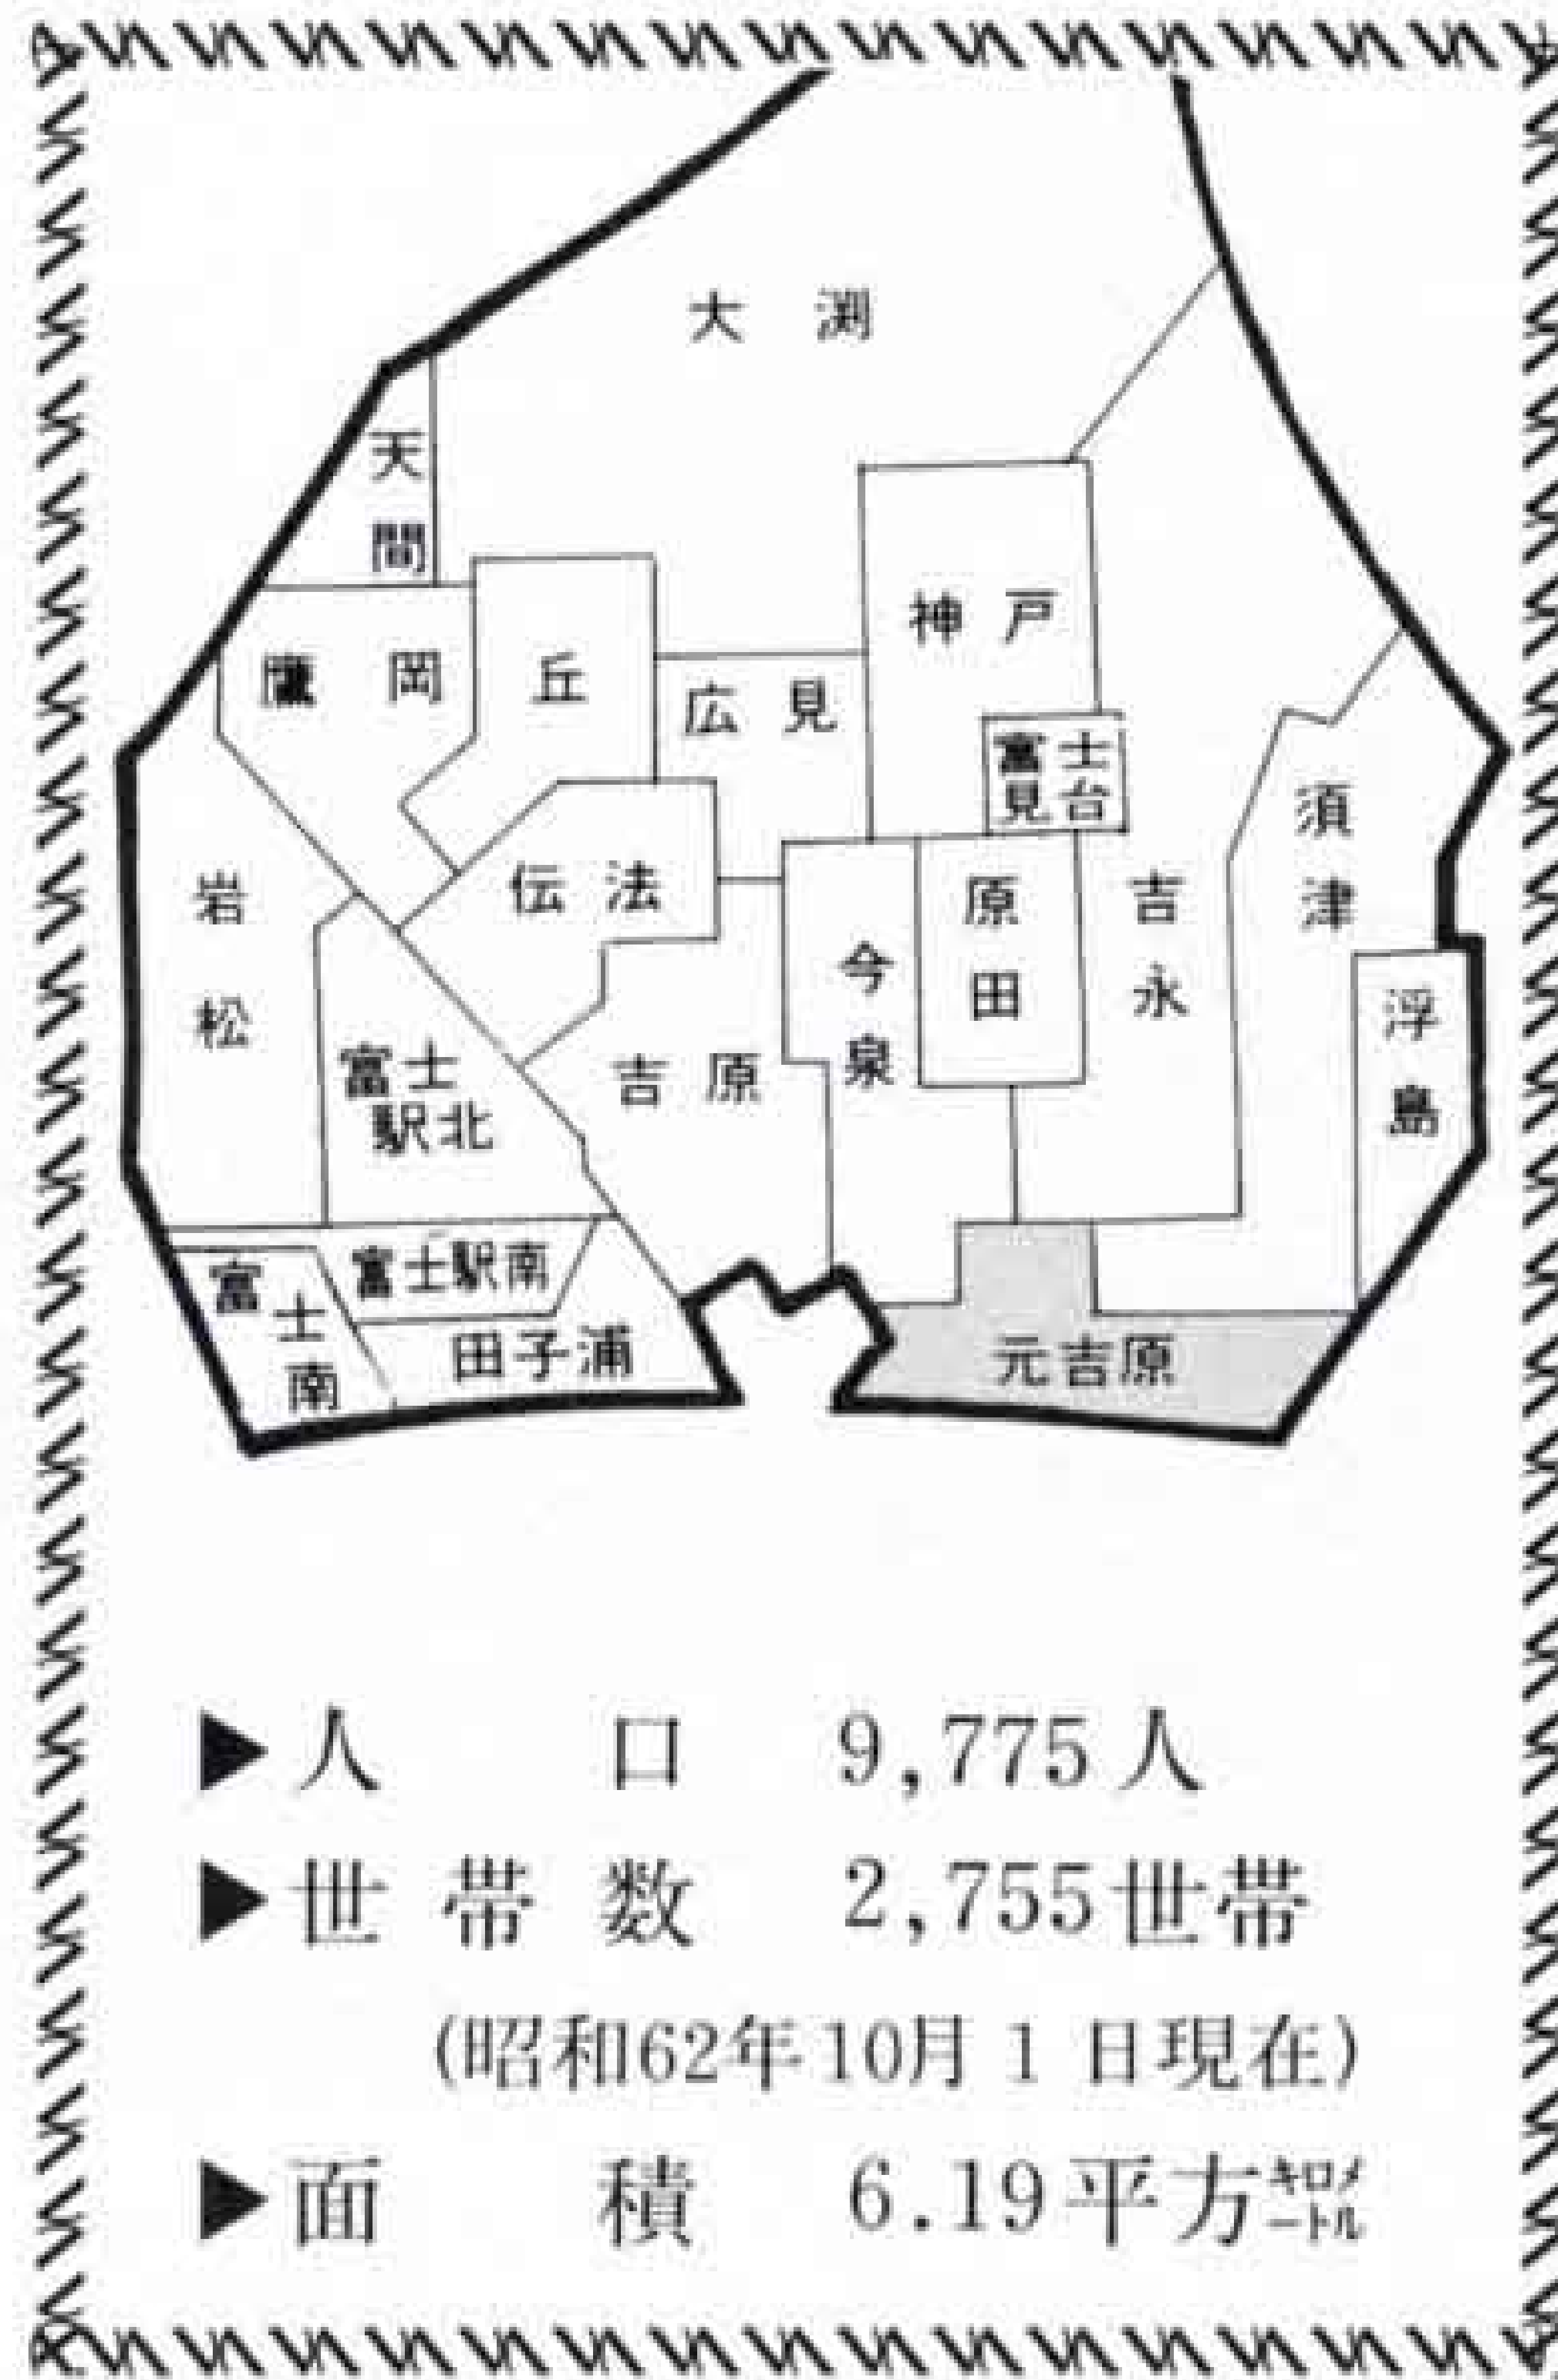 大渕
天間
神戸
鷹岡
丘
広見
富士
見台
須津
岩松
伝法
今泉
原田
吉永
浮島
富士
駅北
吉原
富士南
富士駅南
田子浦
元吉原
▶人口 9,775人
▶世帯数 2,755世帯
(昭和62年10月1日現在)
▶面積 6.19平方キロメートル